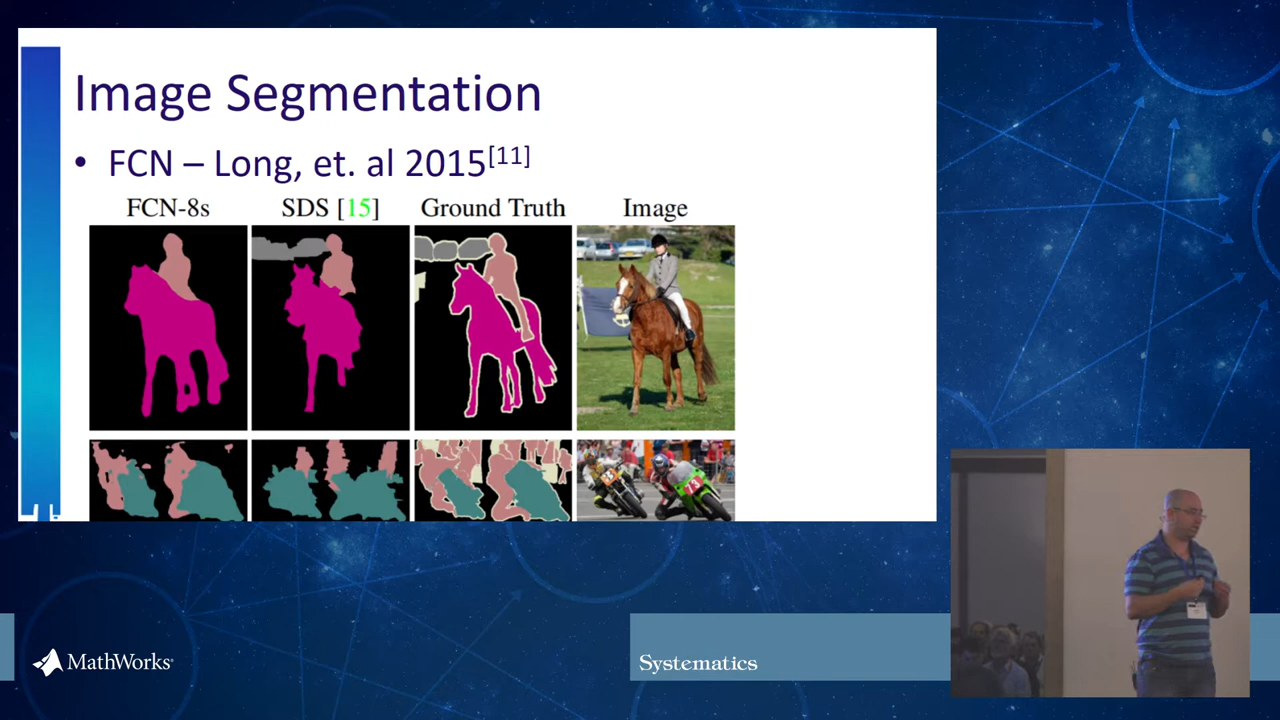 Image Segmentation
• FCN – Long, et. al 2015[11]
FCN-8s SDS [15] Ground Truth Image
MathWorks
Systematics